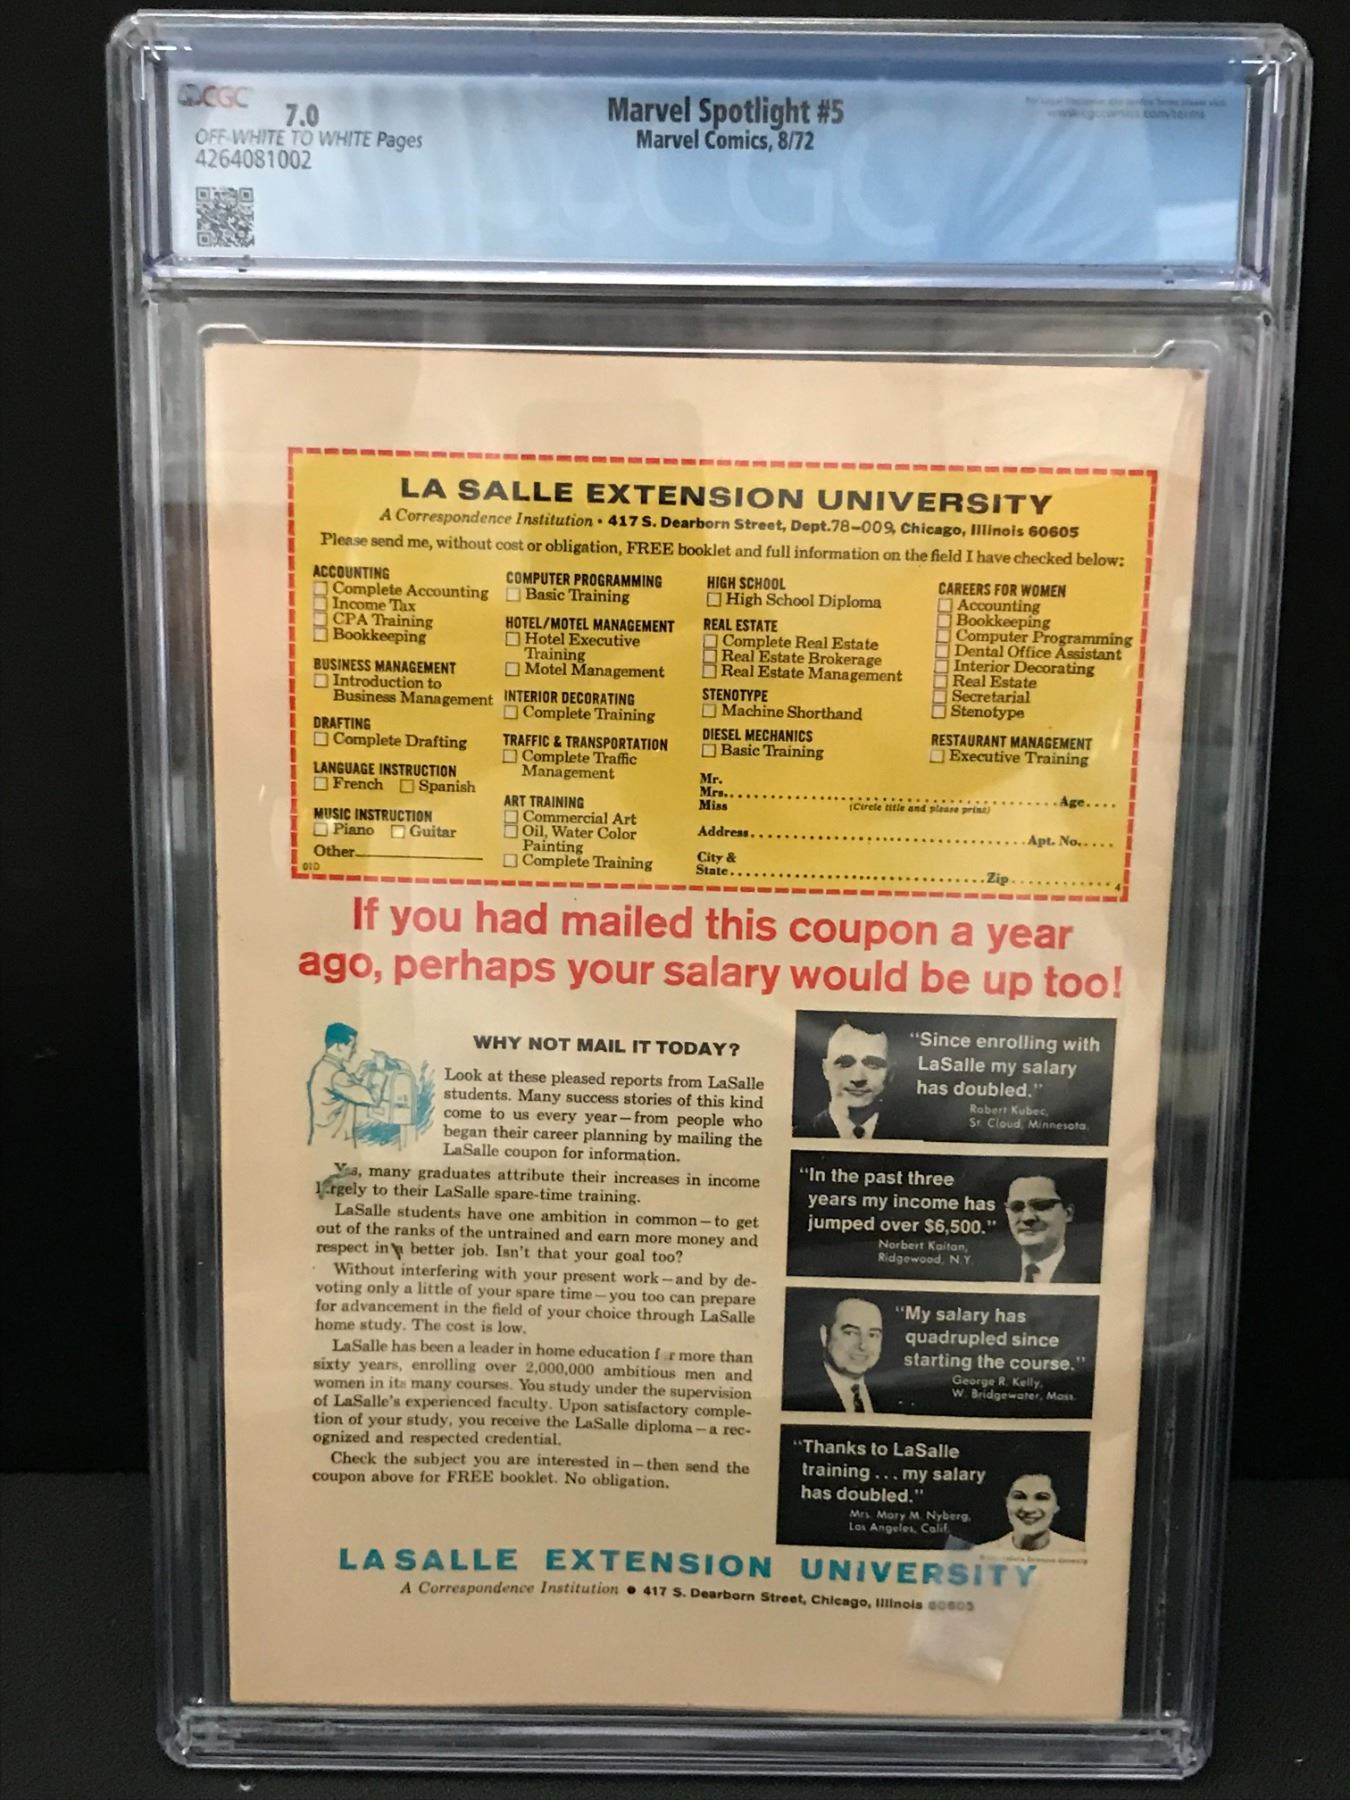 CGC
7.0
OFF-WHITE TO WHITE Pages
4264081002
Marvel Spotlight #5
Marvel Comics, 8/72
www.cgccomics.com/terms
CGC
LA SALLE EXTENSION UNIVERSITY
A Correspondence Institution • 417 S. Dearborn Street, Dept.78-009, Chicago, Illinois 60605
Please send me, without cost or obligation, FREE booklet and full information on the field I have checked below:
ACCOUNTING
Complete Accounting
Income Tax
CPA Training
Bookkeeping
BUSINESS MANAGEMENT
Introduction to
Business Management
DRAFTING
Complete Drafting
LANGUAGE INSTRUCTION
French Spanish
MUSIC INSTRUCTION
Piano Guitar
Other
010
COMPUTER PROGRAMMING
Basic Training
HOTEL/MOTEL MANAGEMENT
Hotel Executive
Training
Motel Management
INTERIOR DECORATING
Complete Training
TRAFFIC & TRANSPORTATION
Complete Traffic
Management
ART TRAINING
Commercial Art
Oil, Water Color
Painting
Complete Training
HIGH SCHOOL
High School Diploma
REAL ESTATE
Complete Real Estate
Real Estate Brokerage
Real Estate Management
STENOTYPE
Machine Shorthand
DIESEL MECHANICS
Basic Training
CAREERS FOR WOMEN
Accounting
Bookkeeping
Computer Programming
Dental Office Assistant
Interior Decorating
Real Estate
Secretarial
Stenotype
RESTAURANT MANAGEMENT
Executive Training
Mr.
Mrs. Age
Miss (Circle title and please print)
Address Apt. No.
City &
State Zip
4
If you had mailed this coupon a year
ago, perhaps your salary would be up too!
WHY NOT MAIL IT TODAY?
Look at these pleased reports from LaSalle
students. Many success stories of this kind
come to us every year—from people who
began their career planning by mailing the
LaSalle coupon for information.
Yes, many graduates attribute their increases in income
largely to their LaSalle spare-time training.
LaSalle students have one ambition in common—to get
out of the ranks of the untrained and earn more money and
respect in a better job. Isn't that your goal too?
Without interfering with your present work—and by de-
voting only a little of your spare time—you too can prepare
for advancement in the field of your choice through LaSalle
home study. The cost is low.
LaSalle has been a leader in home education f r more than
sixty years, enrolling over 2,000,000 ambitious men and
women in its many courses. You study under the supervision
of LaSalle's experienced faculty. Upon satisfactory comple-
tion of your study, you receive the LaSalle diploma—a rec-
ognized and respected credential.
Check the subject you are interested in—then send the
coupon above for FREE booklet. No obligation.
"Since enrolling with
LaSalle my salary
has doubled."
Robert Kubec,
St. Cloud, Minnesota.
"In the past three
years my income has
jumped over $6,500."
Norbert Kaitan,
Ridgewood, N.Y.
"My salary has
quadrupled since
starting the course."
George R. Kelly,
W. Bridgewater, Mass.
"Thanks to LaSalle
training ... my salary
has doubled."
Mrs. Mary M. Nyberg,
Los Angeles, Calif.
LA SALLE EXTENSION UNIVERSITY
A Correspondence Institution • 417 S. Dearborn Street, Chicago, Illinois 60605